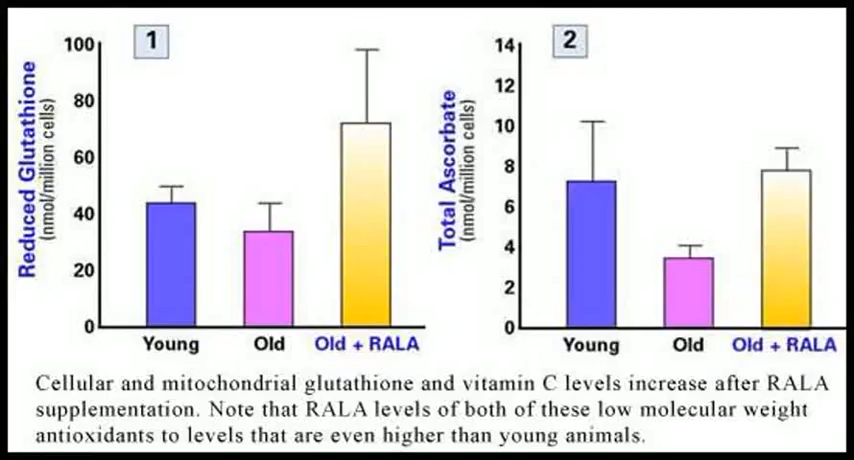 1
Reduced Glutathione
(nmol/million cells)
100
80
60
40
20
0
Young Old Old + RALA
2
Total Ascorbate
(nmol/million cells)
14
12
10
8
6
4
2
0
Young Old Old + RALA
Cellular and mitochondrial glutathione and vitamin C levels increase after RALA
supplementation. Note that RALA levels of both of these low molecular weight
antioxidants to levels that are even higher than young animals.